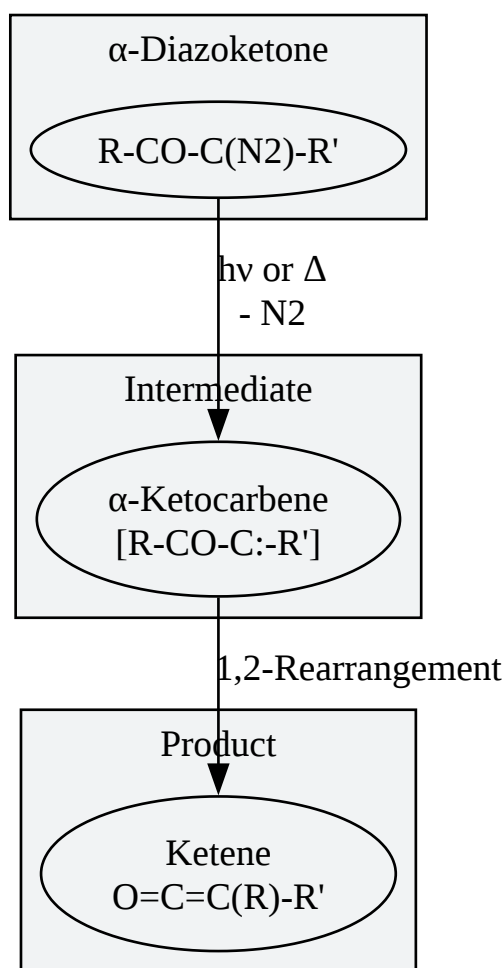 α-Diazoketone
R-CO-C(N2)-R'
hν or Δ
- N2
Intermediate
α-Ketocarbene
[R-CO-C:-R']
1,2-Rearrangement
Product
Ketene
O=C=C(R)-R'